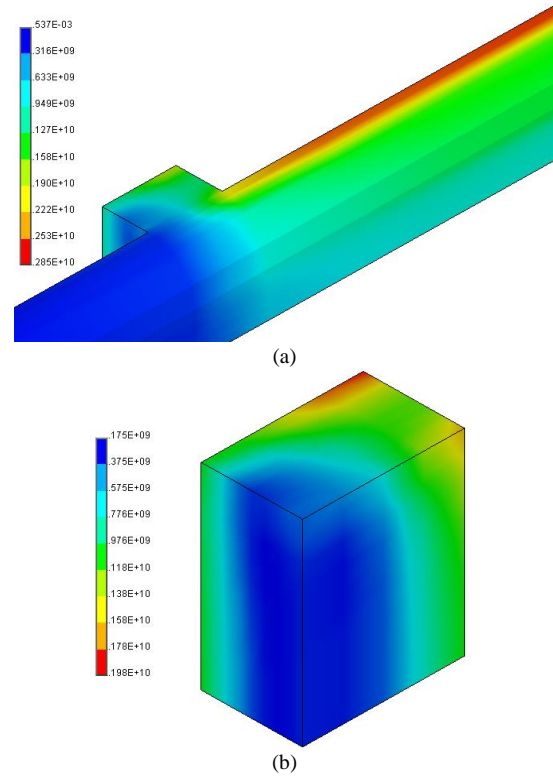 .537E-03
.316E+09
.633E+09
.949E+09
.127E+10
.158E+10
.190E+10
.222E+10
.253E+10
.285E+10
(a)
.175E+09
.375E+09
.575E+09
.776E+09
.976E+09
.118E+10
.138E+10
.158E+10
.178E+10
.198E+10
(b)